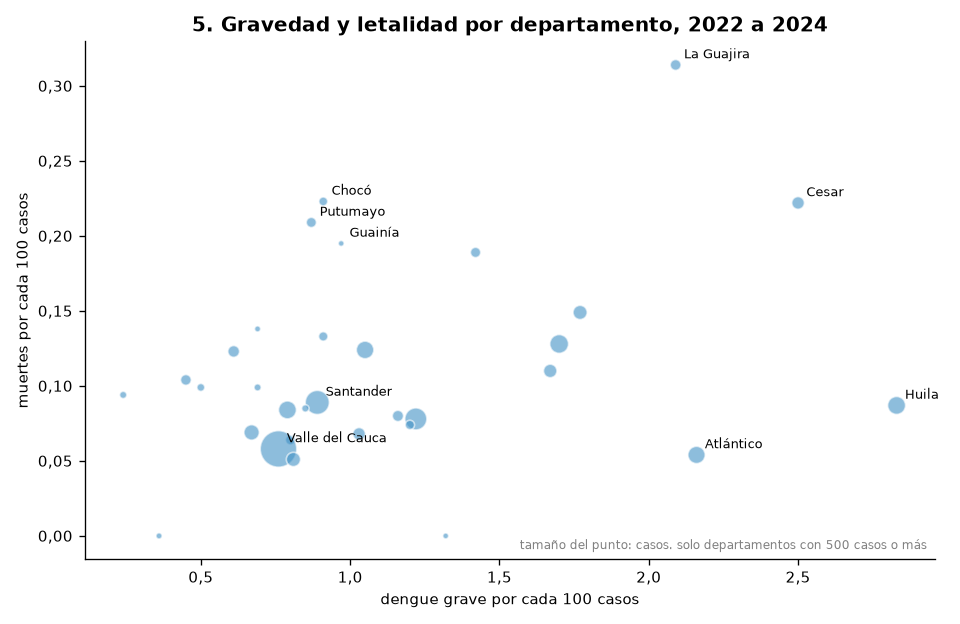 5. Gravedad y letalidad por departamento, 2022 a 2024
La Guajira
0,30
0,25
Chocó
Cesar
Putumayo
0,20
Guainía
muertes por cada 100 casos
0,15
0,10
Santander
Huila
Valle del Cauca
Atlántico
0,05
0,00
tamaño del punto: casos. solo departamentos con 500 casos o más
0,5
1,0
1,5
2,0
2,5
dengue grave por cada 100 casos